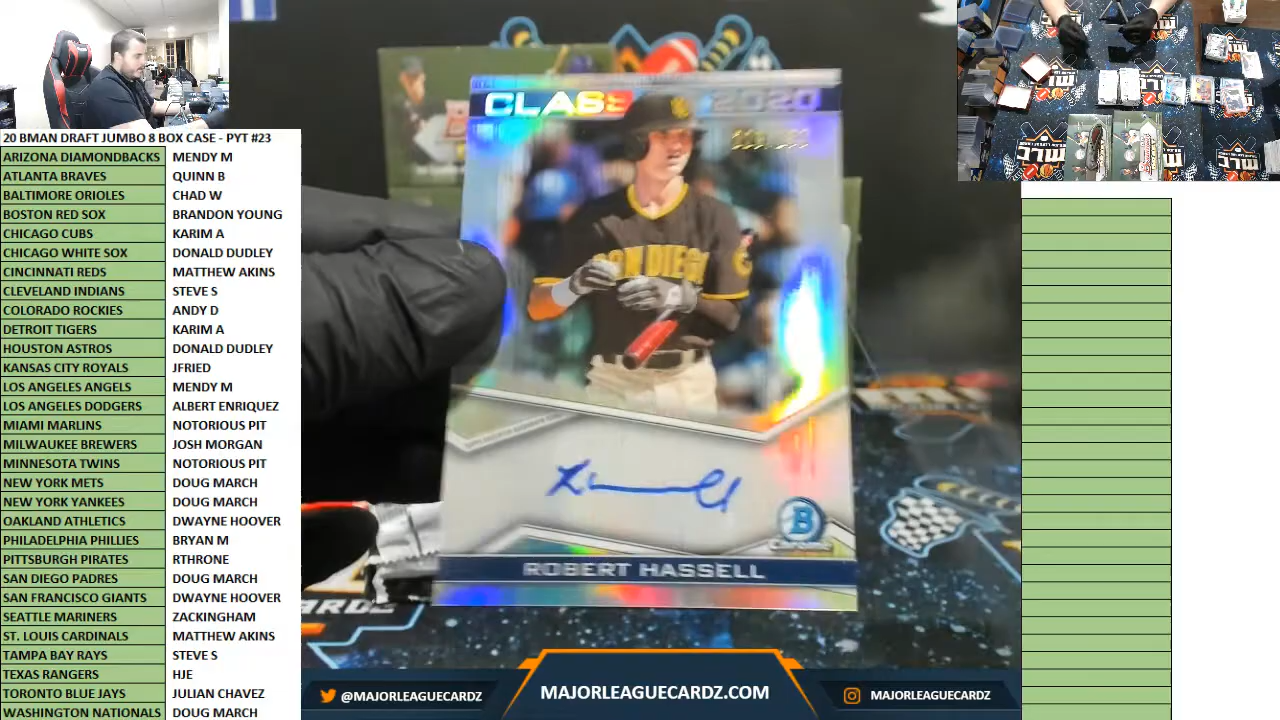 20 BMAN DRAFT JUMBO 8 BOX CASE - PYT #23
ARIZONA DIAMONDBACKS MENDY M
ATLANTA BRAVES QUINN B
BALTIMORE ORIOLES CHAD W
BOSTON RED SOX BRANDON YOUNG
CHICAGO CUBS KARIM A
CHICAGO WHITE SOX DONALD DUDLEY
CINCINNATI REDS MATTHEW AKINS
CLEVELAND INDIANS STEVE S
COLORADO ROCKIES ANDY D
DETROIT TIGERS KARIM A
HOUSTON ASTROS DONALD DUDLEY
KANSAS CITY ROYALS JFRIED
LOS ANGELES ANGELS MENDY M
LOS ANGELES DODGERS ALBERT ENRIQUEZ
MIAMI MARLINS NOTORIOUS PIT
MILWAUKEE BREWERS JOSH MORGAN
MINNESOTA TWINS NOTORIOUS PIT
NEW YORK METS DOUG MARCH
NEW YORK YANKEES DOUG MARCH
OAKLAND ATHLETICS DWAYNE HOOVER
PHILADELPHIA PHILLIES BRYAN M
PITTSBURGH PIRATES RTHRONE
SAN DIEGO PADRES DOUG MARCH
SAN FRANCISCO GIANTS DWAYNE HOOVER
SEATTLE MARINERS ZACKINGHAM
ST. LOUIS CARDINALS MATTHEW AKINS
TAMPA BAY RAYS STEVE S
TEXAS RANGERS HJE
TORONTO BLUE JAYS JULIAN CHAVEZ
WASHINGTON NATIONALS DOUG MARCH
CLASS 2020
SAN DIEGO
B
ROBERT HASSELL
@MAJORLEAGUECARDZ
MAJORLEAGUECARDZ.COM
MAJORLEAGUECARDZ
MLC